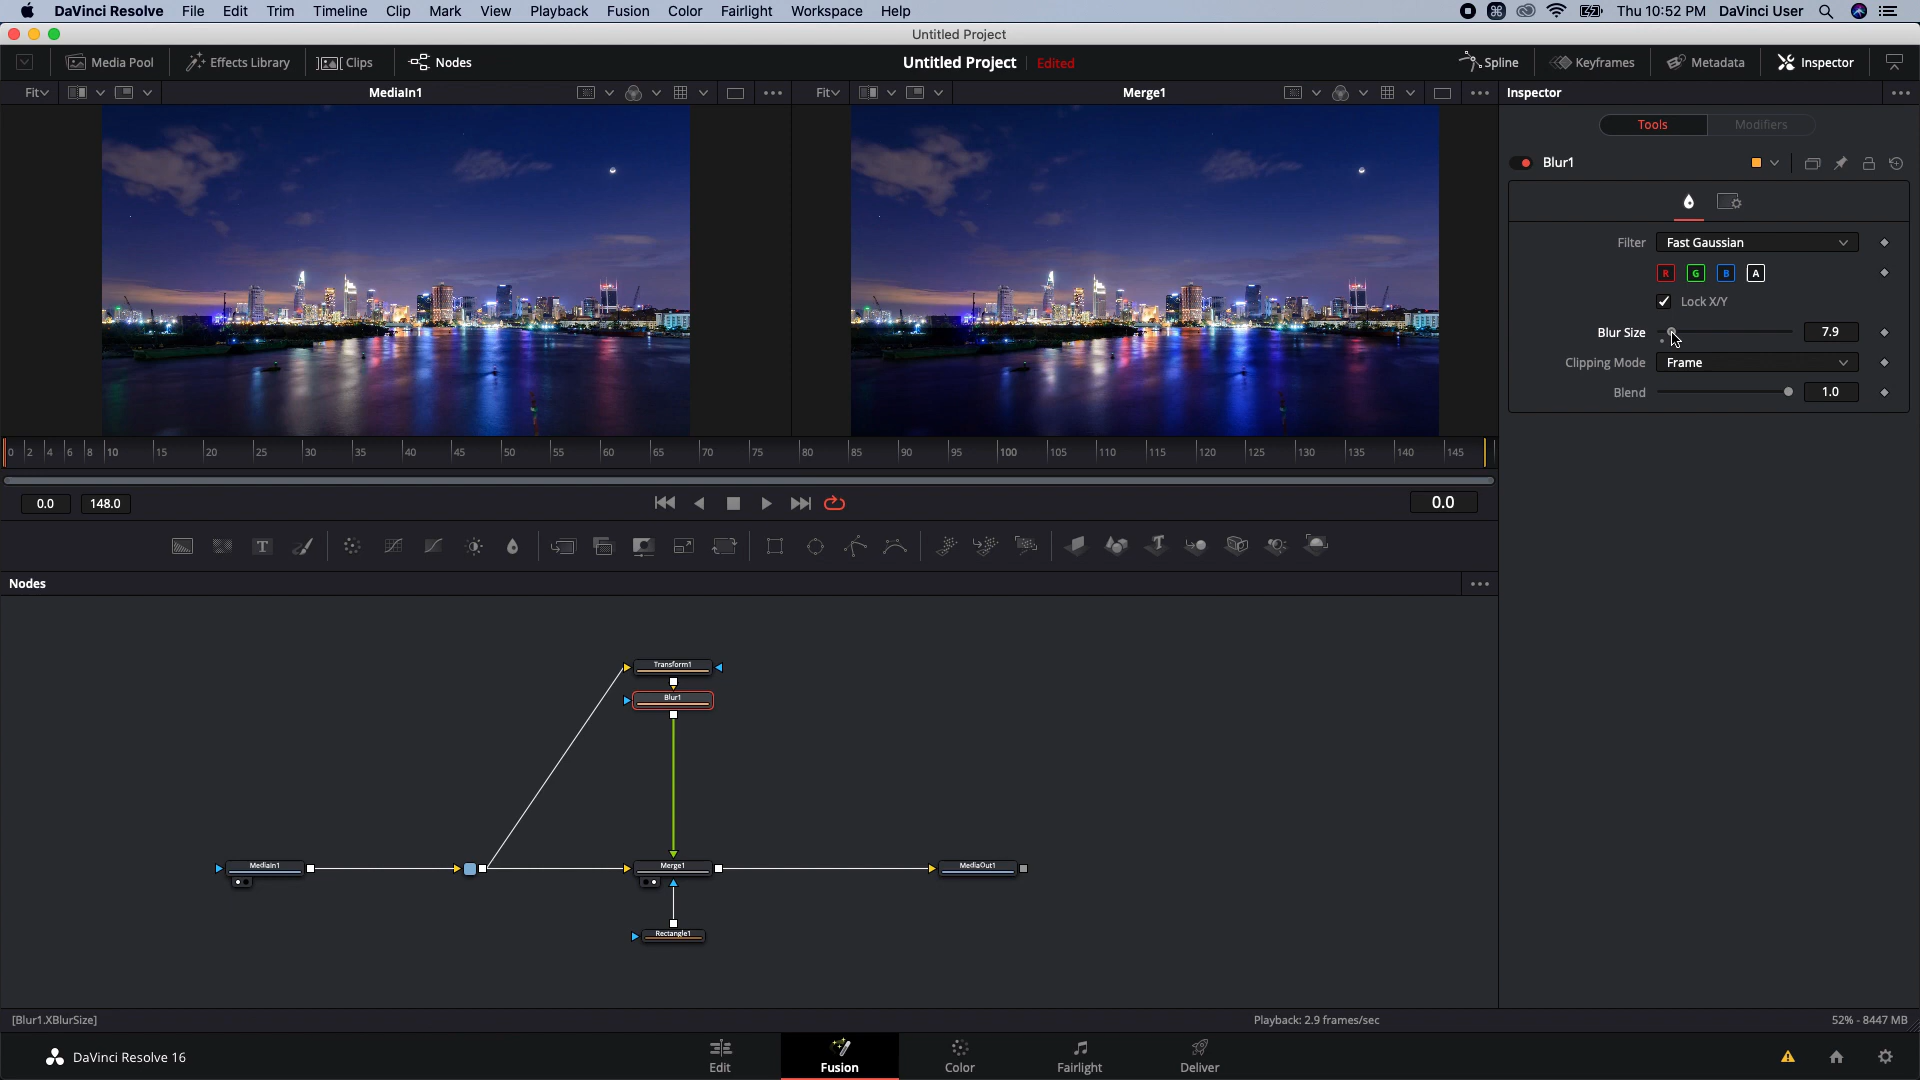 DaVinci Resolve File Edit Trim Timeline Clip Mark View Playback Fusion Color Fairlight Workspace Help Thu 10:52 PM DaVinci User
Untitled Project
Media Pool Effects Library Clips Nodes Untitled Project Edited Spline Keyframes Metadata Inspector
Fit MediaIn1 Fit Merge1 Inspector
Tools Modifiers
Blur1
Filter Fast Gaussian
R G B A
Lock X/Y
Blur Size 7.9
Clipping Mode Frame
Blend 1.0
0 2 4 6 8 10 15 20 25 30 35 40 45 50 55 60 65 70 75 80 85 90 95 100 105 110 115 120 125 130 135 140 145
0.0 148.0 0.0
T T
Nodes
Transform1
Blur1
MediaIn1 Merge1 MediaOut1
Rectangle1
[Blur1.XBlurSize] Playback: 2.9 frames/sec 52% - 8447 MB
DaVinci Resolve 16 Edit Fusion Color Fairlight Deliver